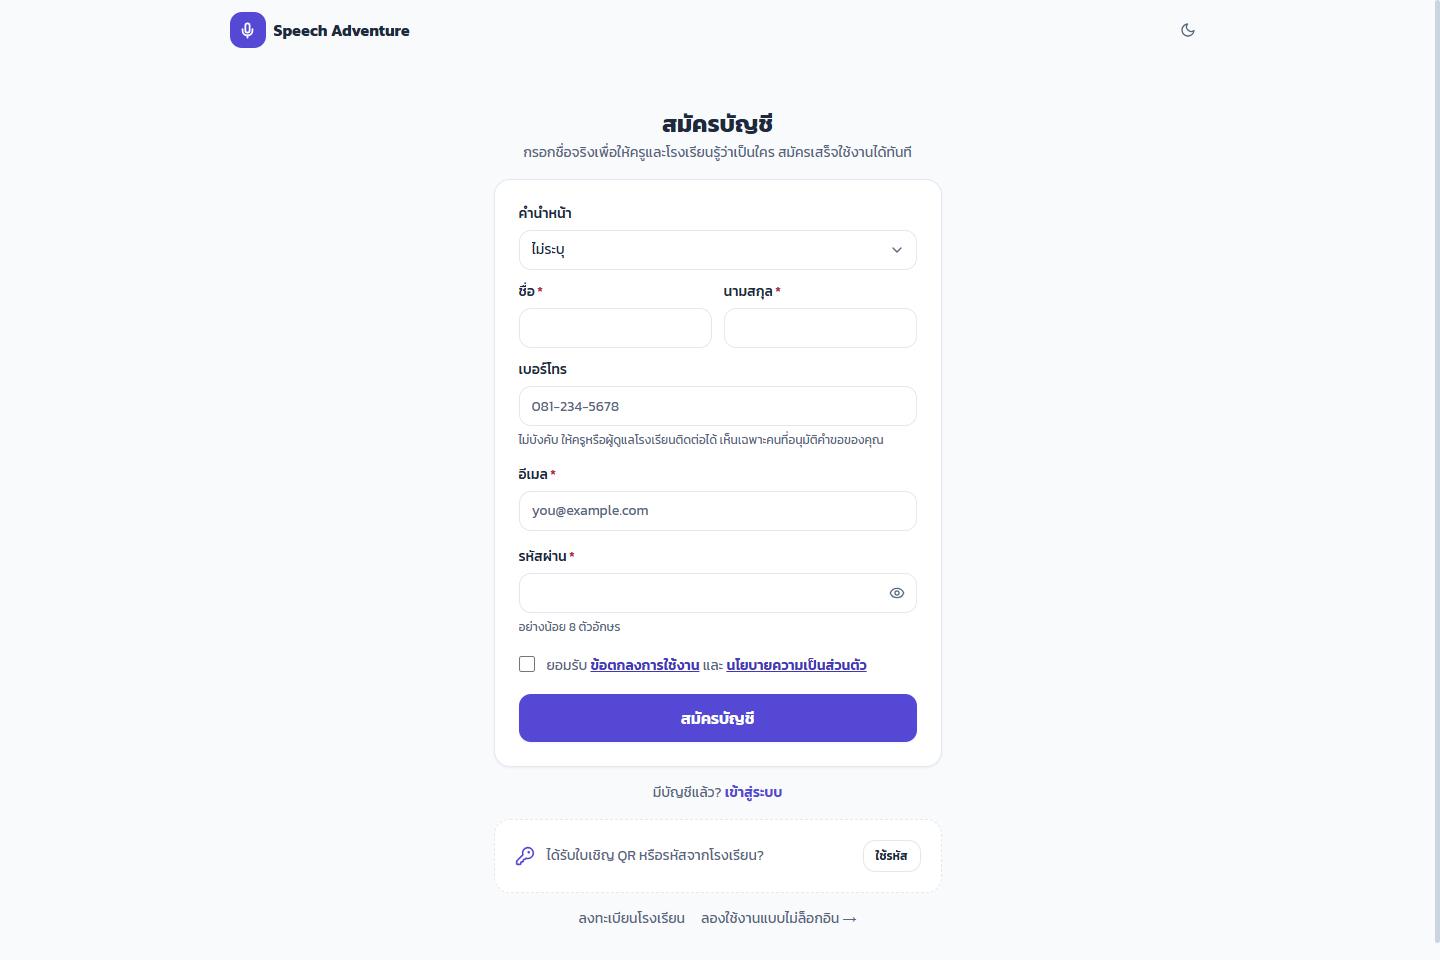 Speech Adventure
สมัครบัญชี
กรอกชื่อจริงเพื่อให้ครูและโรงเรียนรู้ว่าเป็นใคร สมัครเสร็จใช้งานได้ทันที
คำนำหน้า
ไม่ระบุ
ชื่อ *
นามสกุล *
เบอร์โทร
081-234-5678
ไม่บังคับ ให้ครูหรือผู้ดูแลโรงเรียนติดต่อได้ เห็นเฉพาะคนที่อนุมัติคำขอของคุณ
อีเมล *
you@example.com
รหัสผ่าน *
อย่างน้อย 8 ตัวอักษร
ยอมรับ ข้อตกลงการใช้งาน และ นโยบายความเป็นส่วนตัว
สมัครบัญชี
มีบัญชีแล้ว? เข้าสู่ระบบ
ได้รับใบเชิญ QR หรือรหัสจากโรงเรียน?
ใช้รหัส
ลงทะเบียนโรงเรียน
ลองใช้งานแบบไม่ล็อกอิน →